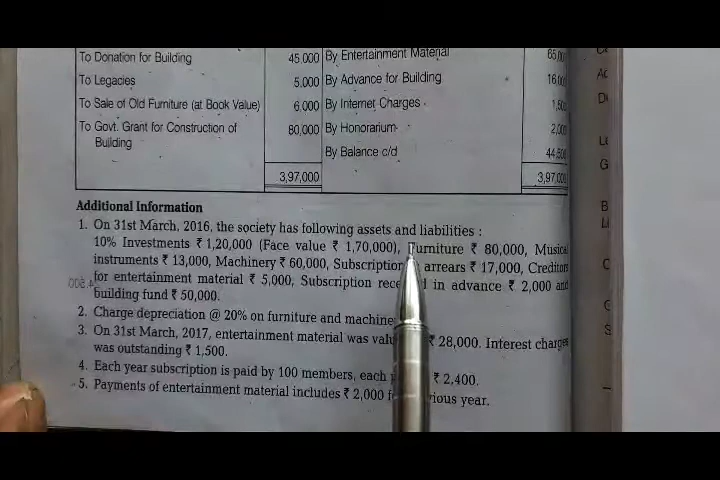 To Donation for Building 45,000 By Entertainment Material
To Legacies 5,000 By Advance for Building
To Sale of Old Furniture (at Book Value) 6,000 By Internet Charges
To Govt. Grant for Construction of 80,000 By Honorarium
Building By Balance c/d
3,97,000
Additional Information
1. On 31st March, 2016, the society has following assets and liabilities :
10% Investments ₹ 1,20,000 (Face value ₹ 1,70,000), Furniture ₹ 80,000, Musical
instruments ₹ 13,000, Machinery ₹ 60,000, Subscription arrears ₹ 17,000, Creditors
for entertainment material ₹ 5,000, Subscription in advance ₹ 2,000 and
building fund ₹ 50,000.
2. Charge depreciation @ 20% on furniture and
3. On 31st March, 2017, entertainment material was ₹ 28,000. Interest charges
was outstanding ₹ 1,500.
4. Each year subscription is paid by 100 members, each ₹ 2,400.
5. Payments of entertainment material includes ₹ 2,000 year.